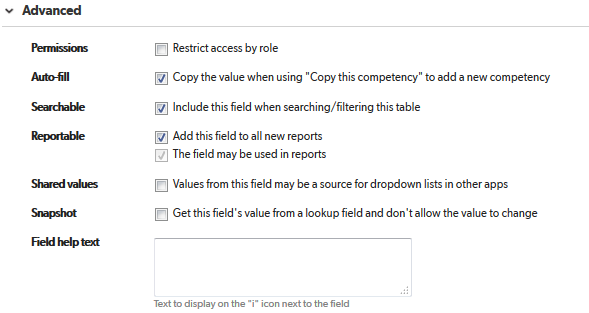 Advanced
Permissions Restrict access by role
Auto-fill Copy the value when using "Copy this competency" to add a new competency
Searchable Include this field when searching/filtering this table
Reportable Add this field to all new reports
The field may be used in reports
Shared values Values from this field may be a source for dropdown lists in other apps
Snapshot Get this field's value from a lookup field and don't allow the value to change
Field help text
Text to display on the "i" icon next to the field